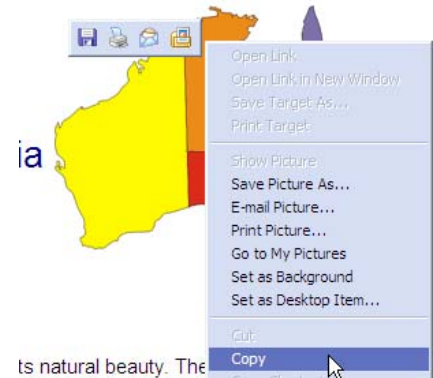 ia
Open Link
Open Link in New Window
Save Target As...
Print Target
Show Picture
Save Picture As...
E-mail Picture...
Print Picture...
Go to My Pictures
Set as Background
Set as Desktop Item...
Cut
Copy
ts natural beauty. The